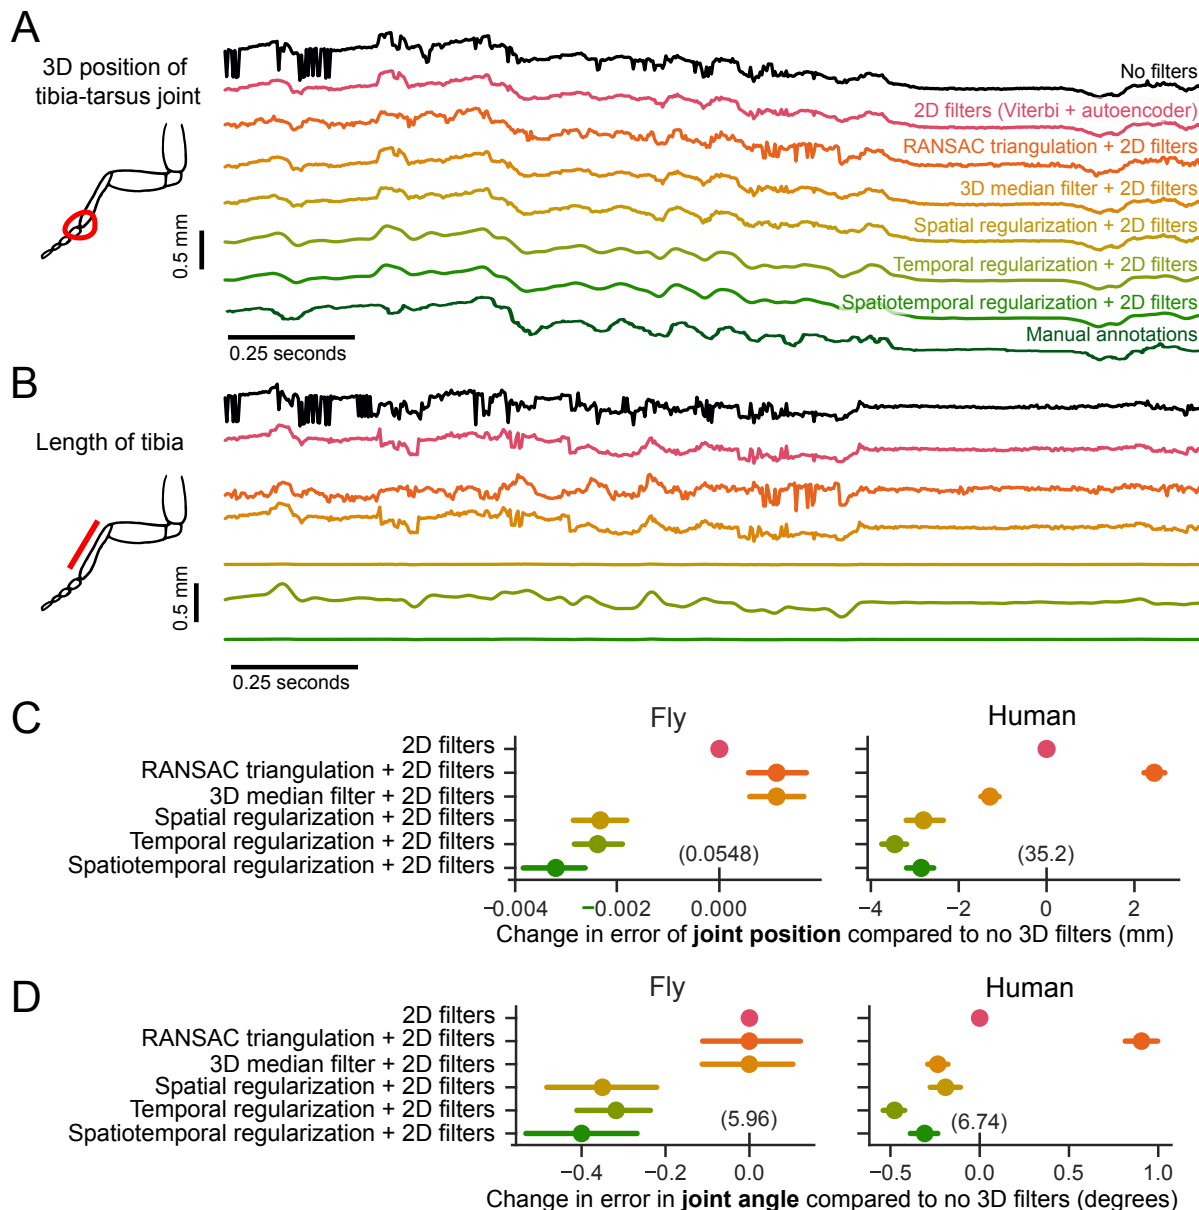 A
3D position of
tibia-tarsus joint
0.5 mm
No filters
2D filters (Viterbi + autoencoder)
RANSAC triangulation + 2D filters
3D median filter + 2D filters
Spatial regularization + 2D filters
Temporal regularization + 2D filters
Spatiotemporal regularization + 2D filters
Manual annotations
0.25 seconds
B
Length of tibia
0.5 mm
0.25 seconds
C
Fly
Human
2D filters
RANSAC triangulation + 2D filters
3D median filter + 2D filters
Spatial regularization + 2D filters
Temporal regularization + 2D filters
Spatiotemporal regularization + 2D filters
(0.0548)
(35.2)
−0.004 −0.002 0.000
−4 −2 0 2
Change in error of joint position compared to no 3D filters (mm)
D
Fly
Human
2D filters
RANSAC triangulation + 2D filters
3D median filter + 2D filters
Spatial regularization + 2D filters
Temporal regularization + 2D filters
Spatiotemporal regularization + 2D filters
(5.96)
(6.74)
−0.4 −0.2 0.0
−0.5 0.0 0.5 1.0
Change in error in joint angle compared to no 3D filters (degrees)